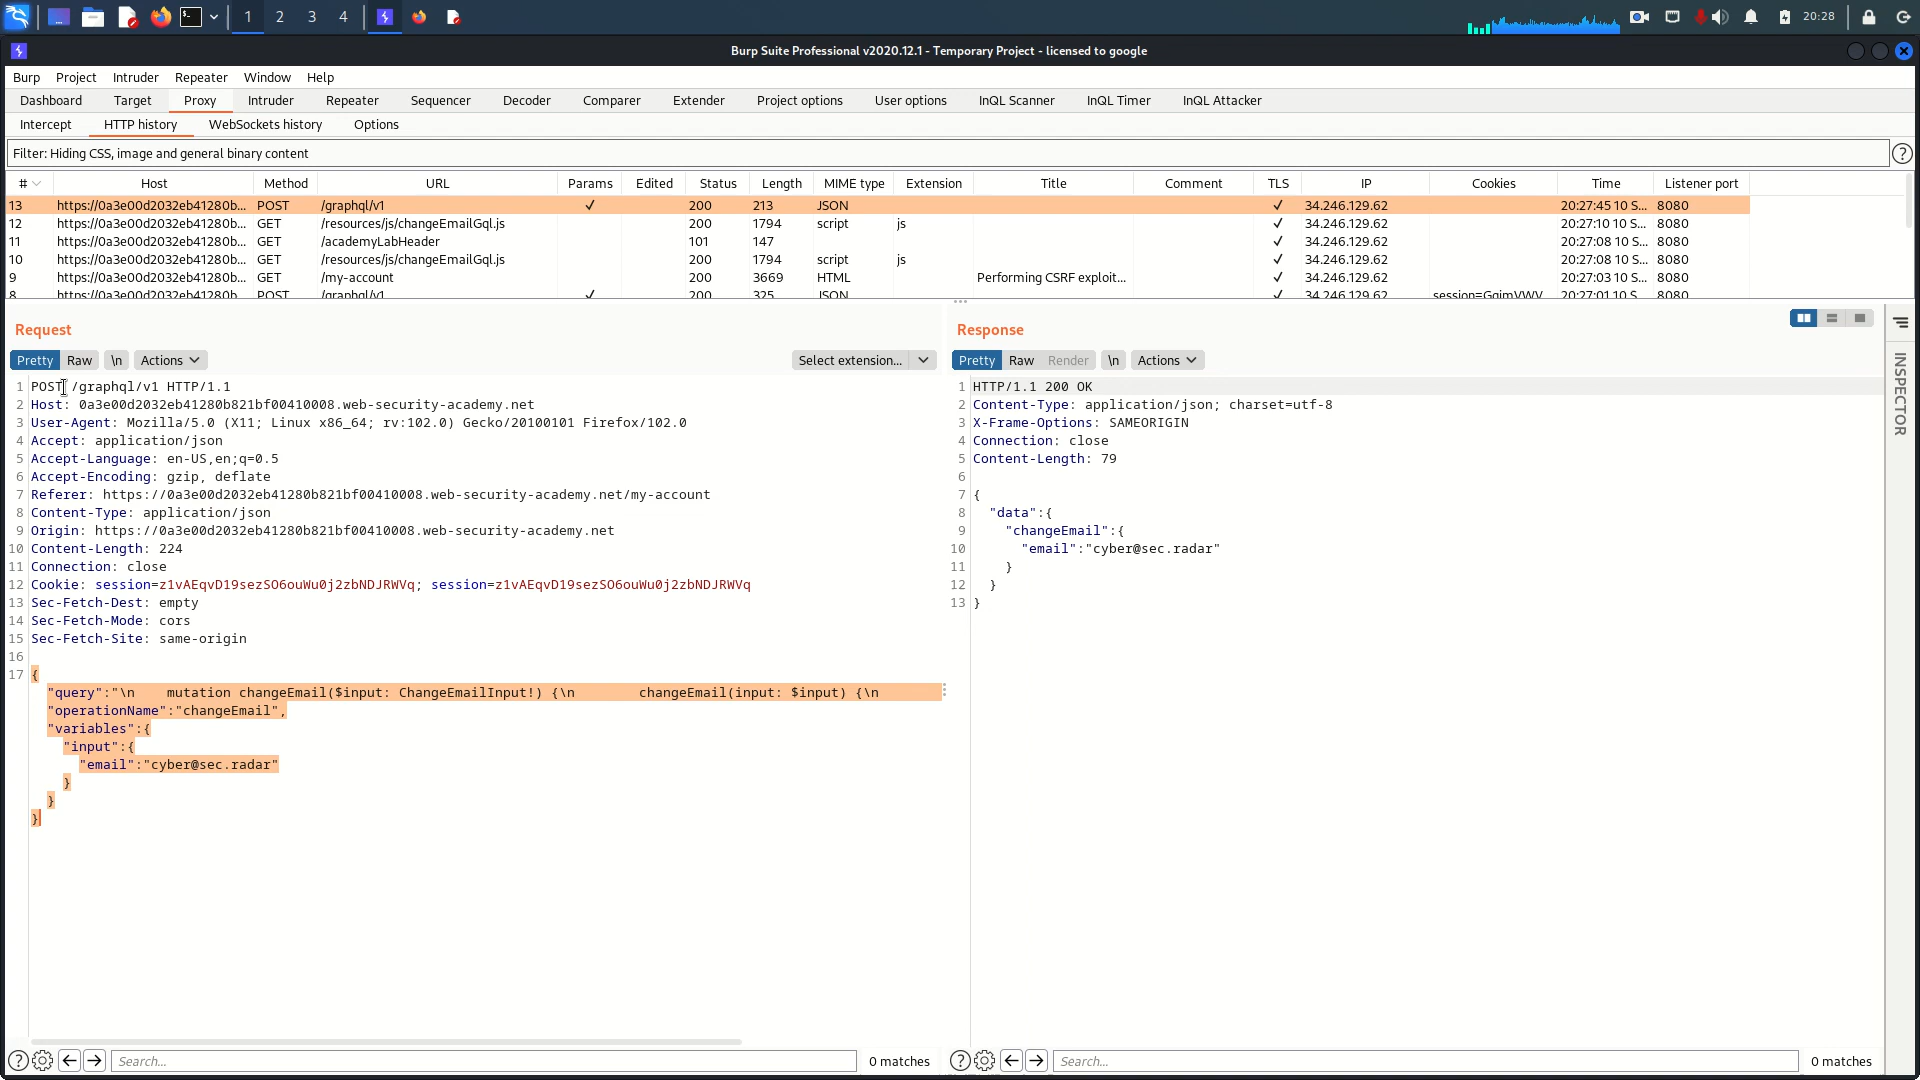 1 2 3 4 20:28
Burp Suite Professional v2020.12.1 - Temporary Project - licensed to google
Burp Project Intruder Repeater Window Help
Dashboard Target Proxy Intruder Repeater Sequencer Decoder Comparer Extender Project options User options InQL Scanner InQL Timer InQL Attacker
Intercept HTTP history WebSockets history Options
Filter: Hiding CSS, image and general binary content ?
# Host Method URL Params Edited Status Length MIME type Extension Title Comment TLS IP Cookies Time Listener port
13 https://0a3e00d2032eb41280b... POST /graphql/v1 ✓ 200 213 JSON ✓ 34.246.129.62 20:27:45 10 S... 8080
12 https://0a3e00d2032eb41280b... GET /resources/js/changeEmailGql.js 200 1794 script js ✓ 34.246.129.62 20:27:10 10 S... 8080
11 https://0a3e00d2032eb41280b... GET /academyLabHeader 101 147 ✓ 34.246.129.62 20:27:08 10 S... 8080
10 https://0a3e00d2032eb41280b... GET /resources/js/changeEmailGql.js 200 1794 script js ✓ 34.246.129.62 20:27:08 10 S... 8080
9 https://0a3e00d2032eb41280b... GET /my-account 200 3669 HTML Performing CSRF exploit... ✓ 34.246.129.62 20:27:03 10 S... 8080
8 https://0a3e00d2032eb41280b... POST /graphql/v1 ✓ 200 325 JSON ✓ 34.246.129.62 20:27:01 10 S... 8080
Request
Pretty Raw \n Actions Select extension...
1 POST /graphql/v1 HTTP/1.1
2 Host: 0a3e00d2032eb41280b821bf00410008.web-security-academy.net
3 User-Agent: Mozilla/5.0 (X11; Linux x86_64; rv:102.0) Gecko/20100101 Firefox/102.0
4 Accept: application/json
5 Accept-Language: en-US,en;q=0.5
6 Accept-Encoding: gzip, deflate
7 Referer: https://0a3e00d2032eb41280b821bf00410008.web-security-academy.net/my-account
8 Content-Type: application/json
9 Origin: https://0a3e00d2032eb41280b821bf00410008.web-security-academy.net
10 Content-Length: 224
11 Connection: close
12 Cookie: session=z1vAEqvD19sezSO6ouWu0j2zbNDJRWVq; session=z1vAEqvD19sezSO6ouWu0j2zbNDJRWVq
13 Sec-Fetch-Dest: empty
14 Sec-Fetch-Mode: cors
15 Sec-Fetch-Site: same-origin
16
17 {
"query":"\n    mutation changeEmail($input: ChangeEmailInput!) {\n        changeEmail(input: $input) {\n
"operationName":"changeEmail",
"variables":{
"input":{
"email":"cyber@sec.radar"
}
}
}
? Search... 0 matches
Response
Pretty Raw Render \n Actions
1 HTTP/1.1 200 OK
2 Content-Type: application/json; charset=utf-8
3 X-Frame-Options: SAMEORIGIN
4 Connection: close
5 Content-Length: 79
6
7 {
8 "data":{
9 "changeEmail":{
10 "email":"cyber@sec.radar"
11 }
12 }
13 }
? Search... 0 matches
INSPECTOR